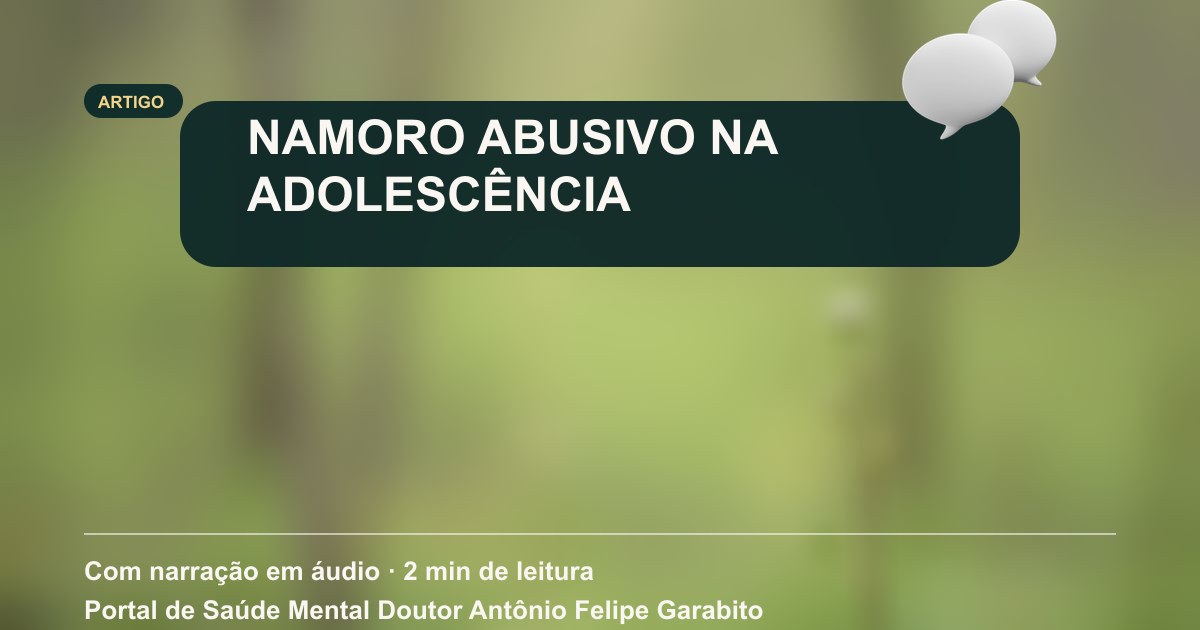 ARTIGO
NAMORO ABUSIVO NA
ADOLESCÊNCIA
Com narração em áudio · 2 min de leitura
Portal de Saúde Mental Doutor Antônio Felipe Garabito